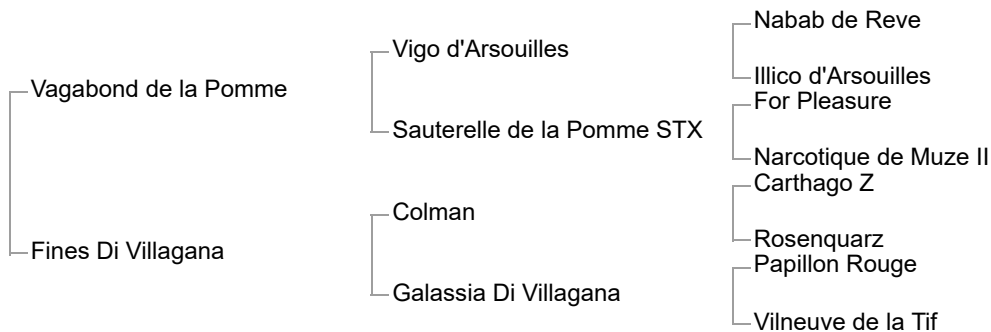 Nabab de Reve
Vigo d'Arsouilles
Illico d'Arsouilles
Vagabond de la Pomme
For Pleasure
Sauterelle de la Pomme STX
Narcotique de Muze II
Carthago Z
Colman
Rosenquarz
Fines Di Villagana
Papillon Rouge
Galassia Di Villagana
Vilneuve de la Tif